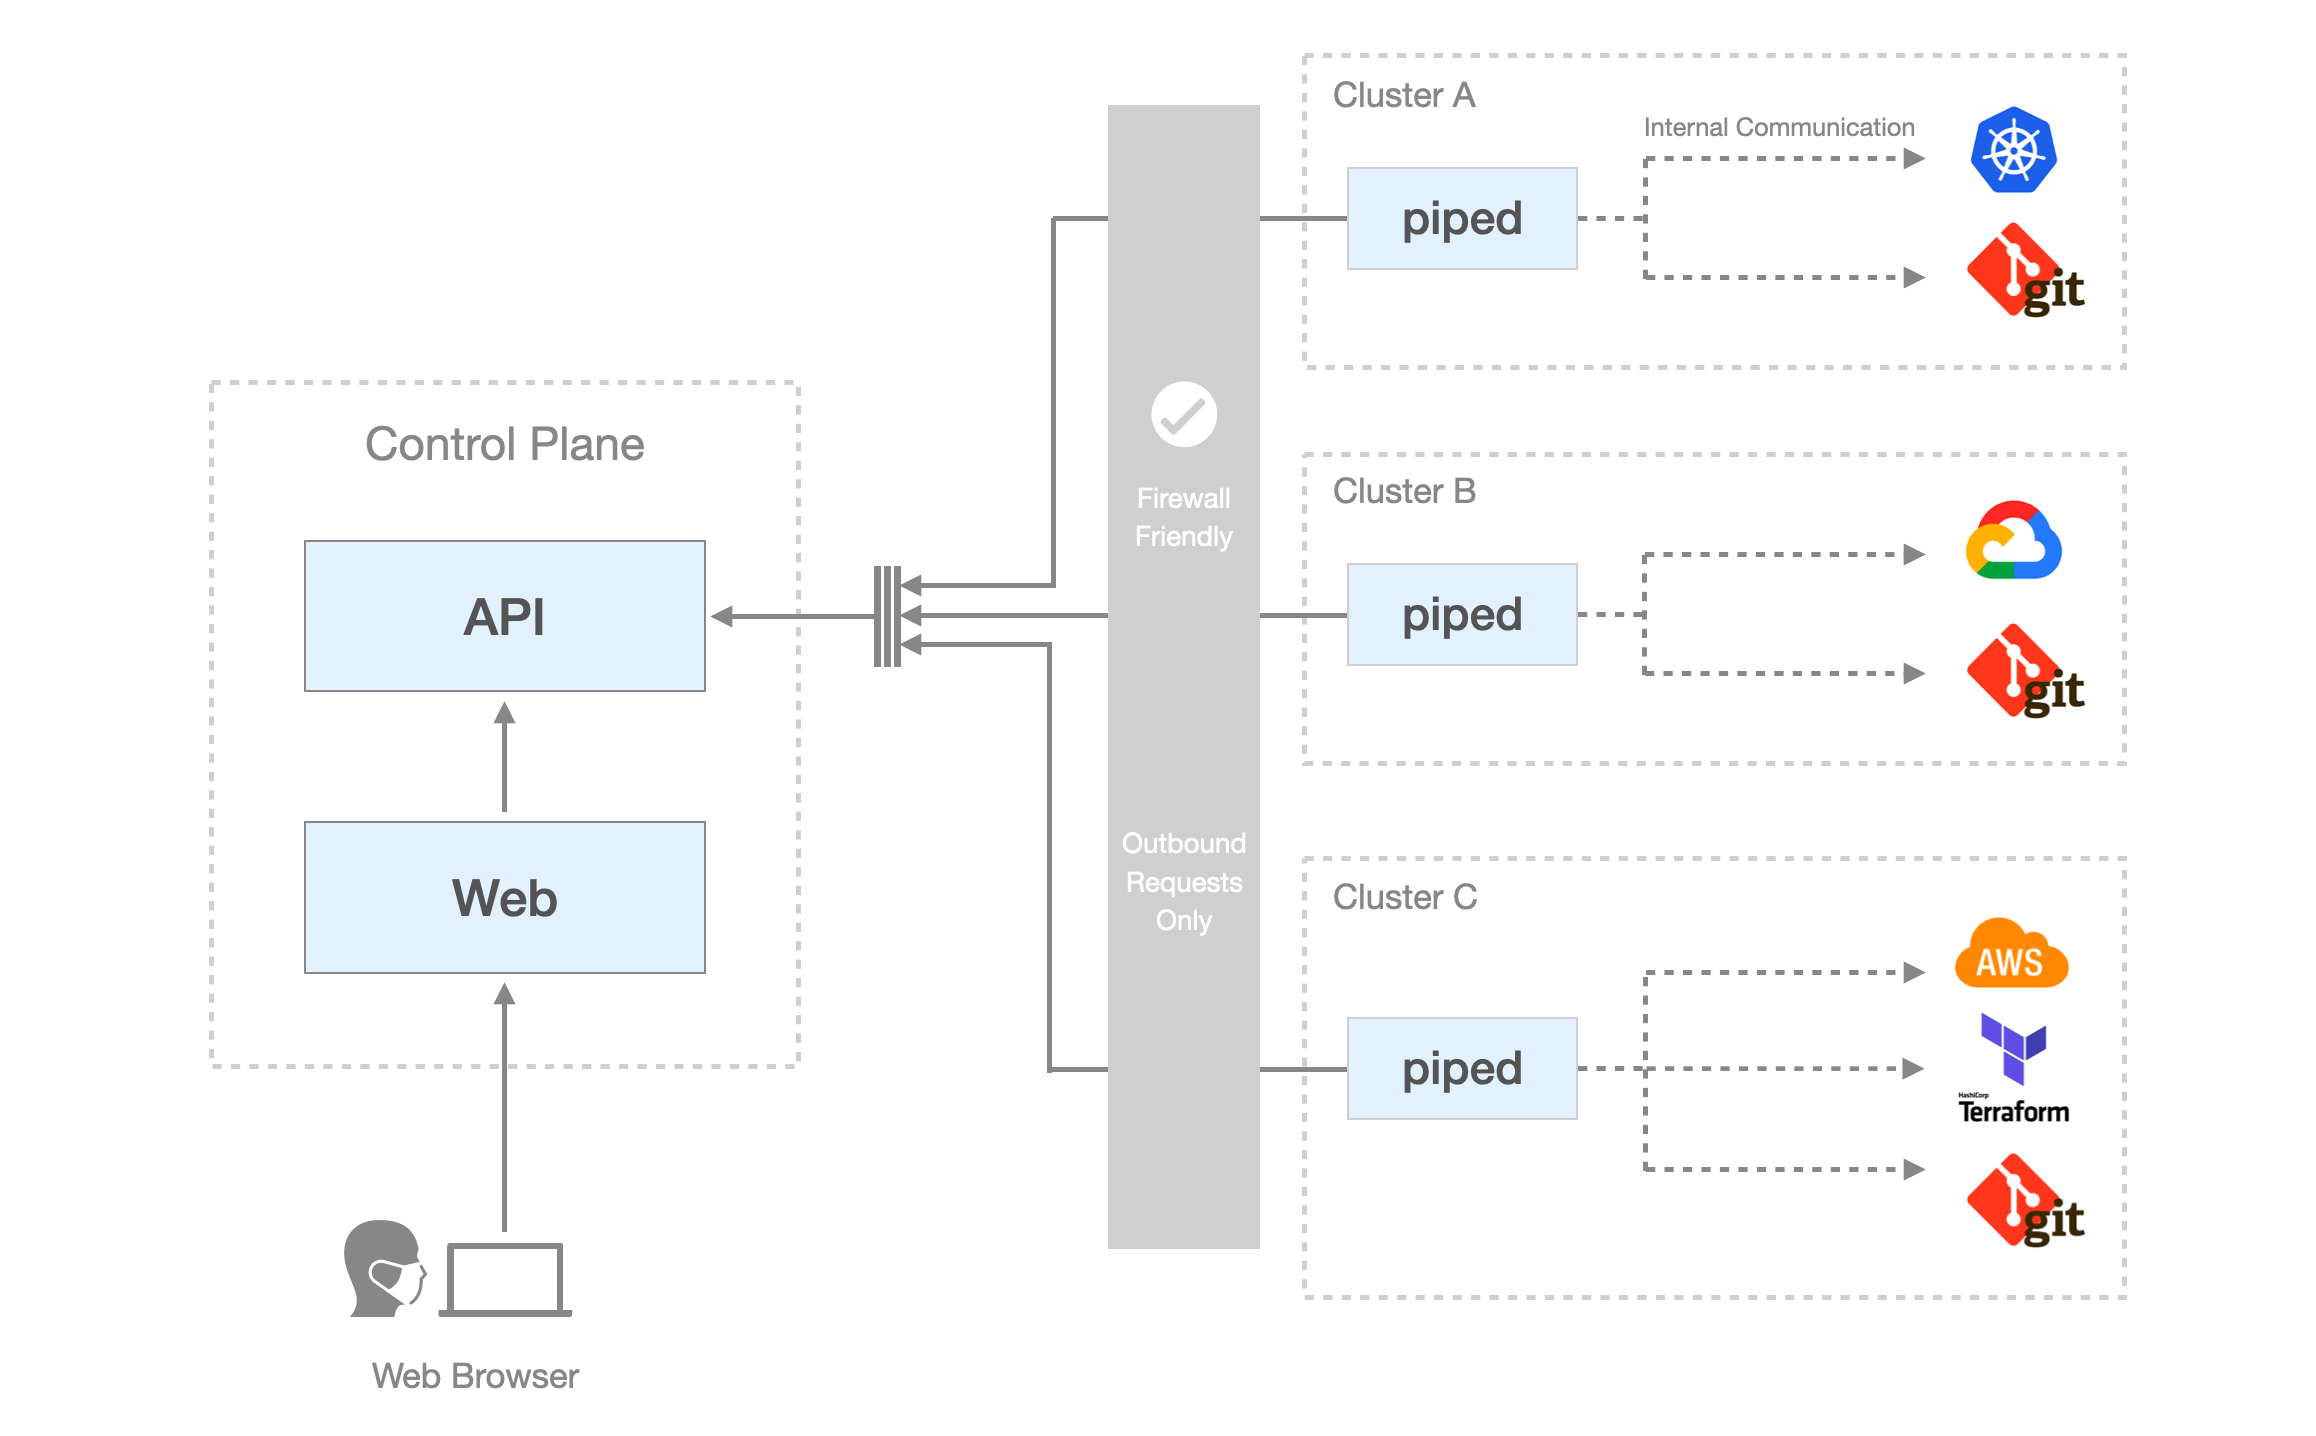 Control Plane
API
Web
Web Browser
Firewall
Friendly
Outbound
Requests
Only
Cluster A
Internal Communication
piped
git
Cluster B
piped
git
Cluster C
AWS
piped
HashiCorp
Terraform
git